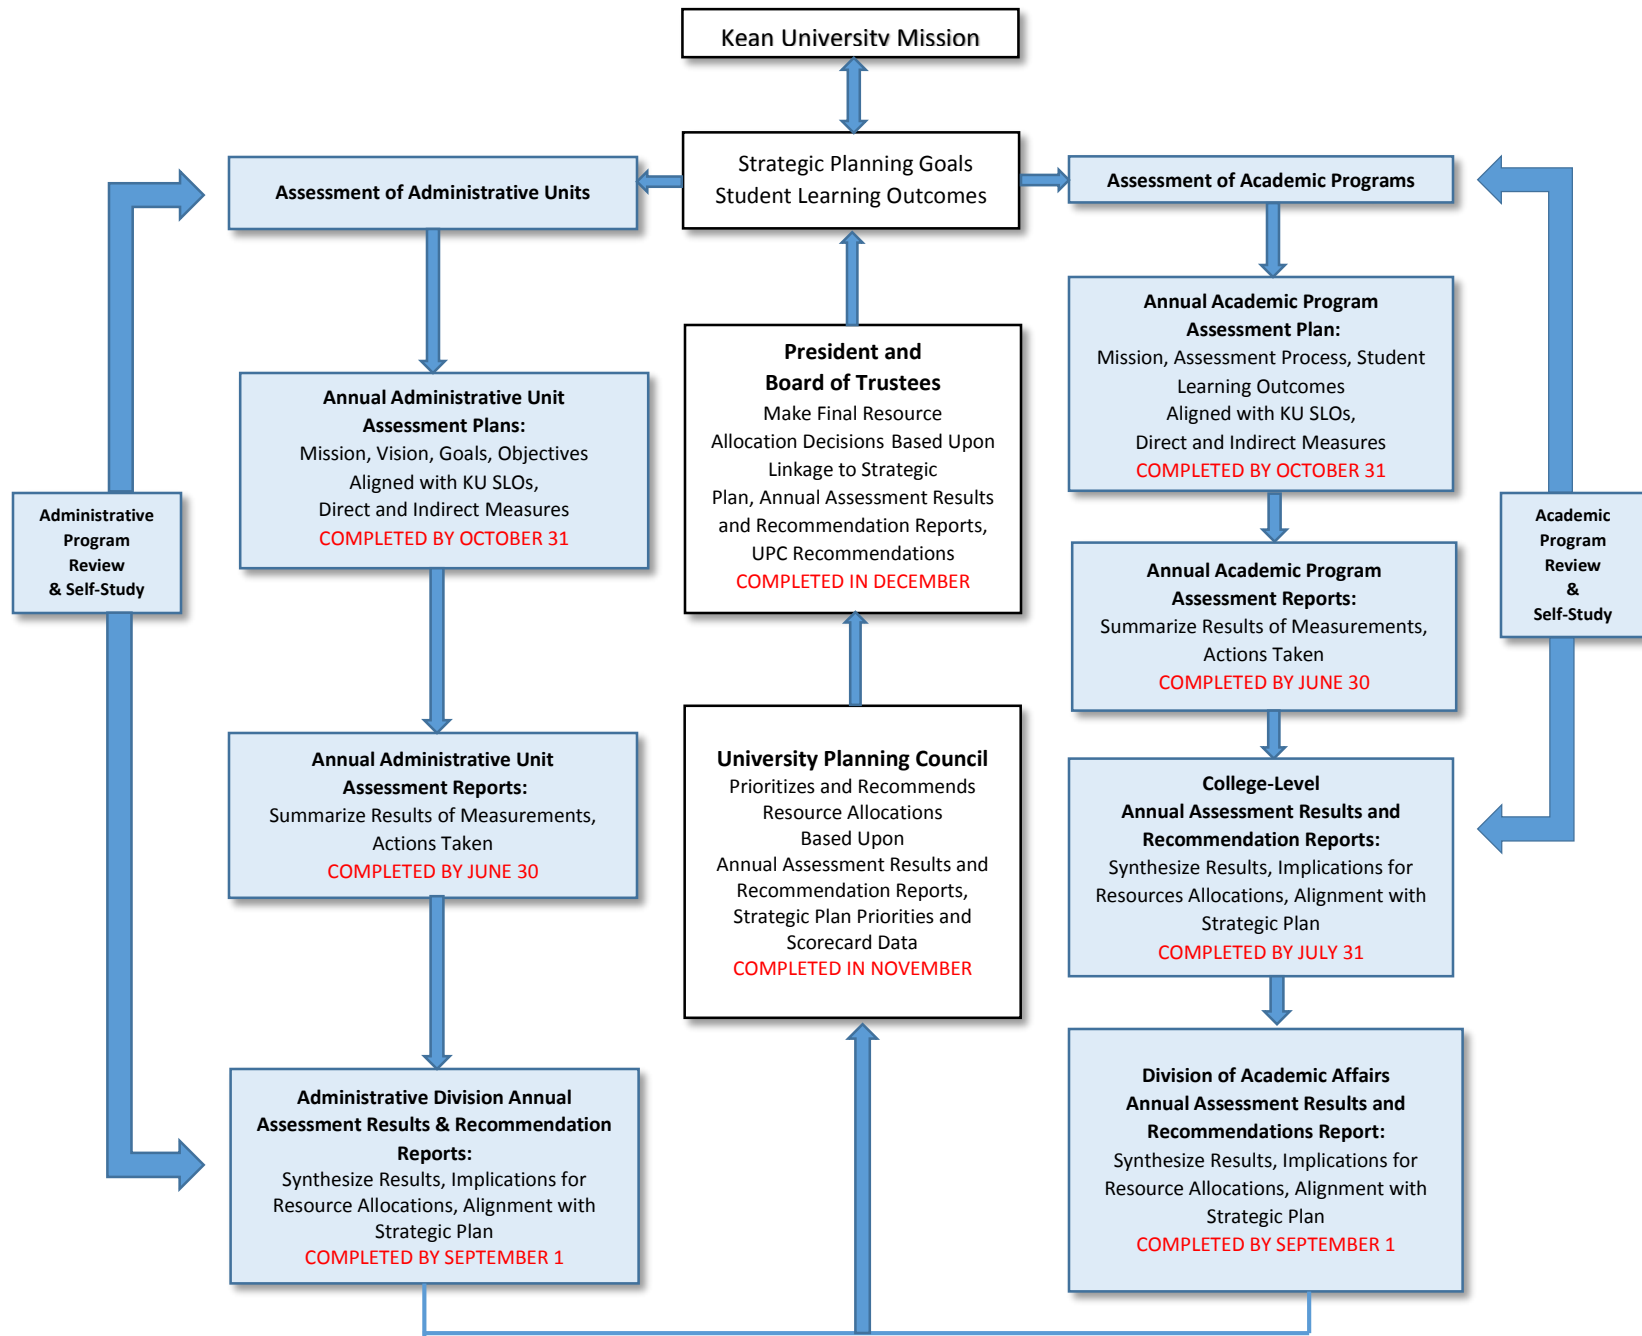 Kean University Mission
Strategic Planning Goals
Student Learning Outcomes
Assessment of Administrative Units
Assessment of Academic Programs
Annual Administrative Unit
Assessment Plans:
Mission, Vision, Goals, Objectives
Aligned with KU SLOs,
Direct and Indirect Measures
COMPLETED BY OCTOBER 31
Annual Administrative Unit
Assessment Reports:
Summarize Results of Measurements,
Actions Taken
COMPLETED BY JUNE 30
Administrative Division Annual
Assessment Results & Recommendation
Reports:
Synthesize Results, Implications for
Resource Allocations, Alignment with
Strategic Plan
COMPLETED BY SEPTEMBER 1
Administrative
Program
Review
& Self-Study
President and
Board of Trustees
Make Final Resource
Allocation Decisions Based Upon
Linkage to Strategic
Plan, Annual Assessment Results
and Recommendation Reports,
UPC Recommendations
COMPLETED IN DECEMBER
University Planning Council
Prioritizes and Recommends
Resource Allocations
Based Upon
Annual Assessment Results and
Recommendation Reports,
Strategic Plan Priorities and
Scorecard Data
COMPLETED IN NOVEMBER
Annual Academic Program
Assessment Plan:
Mission, Assessment Process, Student
Learning Outcomes
Aligned with KU SLOs,
Direct and Indirect Measures
COMPLETED BY OCTOBER 31
Annual Academic Program
Assessment Reports:
Summarize Results of Measurements,
Actions Taken
COMPLETED BY JUNE 30
College-Level
Annual Assessment Results and
Recommendation Reports:
Synthesize Results, Implications for
Resources Allocations, Alignment with
Strategic Plan
COMPLETED BY JULY 31
Division of Academic Affairs
Annual Assessment Results and
Recommendations Report:
Synthesize Results, Implications for
Resource Allocations, Alignment with
Strategic Plan
COMPLETED BY SEPTEMBER 1
Academic
Program
Review
&
Self-Study